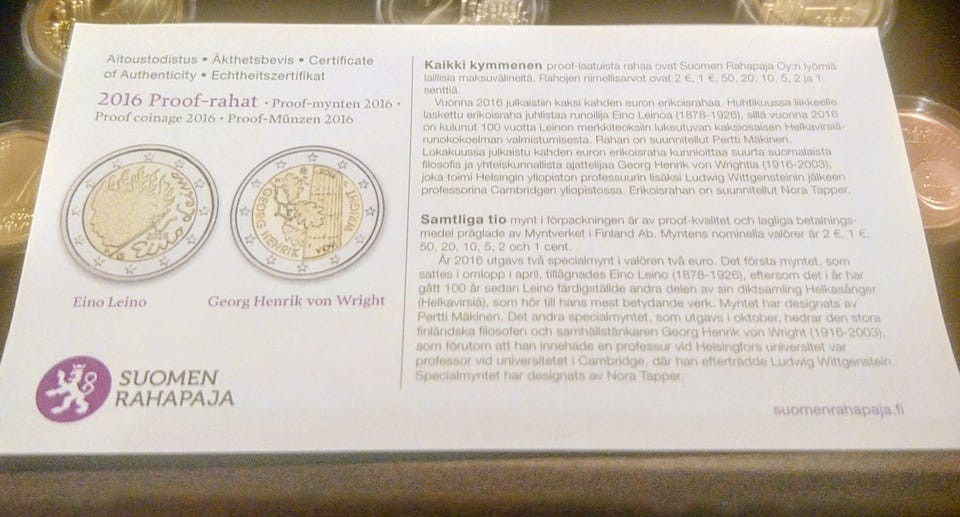 Aitoustodistus • Äkthetsbevis • Certificate
of Authenticity • Echtheitszertifikat
2016 Proof-rahat • Proof-mynten 2016 •
Proof coinage 2016 • Proof-Münzen 2016
Eino Leino
2016
GEORG HENRIK
VON WRIGHT
2016
Eino Leino
Georg Henrik von Wright
SUOMEN
RAHAPAJA
Kaikki kymmenen proof-laatuista rahaa ovat Suomen Rahapaja Oy:n lyömiä
laillisia maksuvälineitä. Rahojen nimellisarvot ovat 2 €, 1 €, 50, 20, 10, 5, 2 ja 1
senttiä.
Vuonna 2016 julkaistiin kaksi kahden euron erikoisrahaa. Huhtikuussa liikkeelle
laskettu erikoisraha juhlistaa runoilija Eino Leinoa (1878-1926), sillä vuonna 2016
on kulunut 100 vuotta Leinon merkkiteoksiin lukeutuvan kaksiosaisen Helkavirsiä-
runokokoelman valmistumisesta. Rahan on suunnitellut Pertti Mäkinen.
Lokakuussa julkaistu kahden euron erikoisraha kunnioittaa suurta suomalaista
filosofia ja yhteiskunnallista ajattelijaa Georg Henrik von Wrightia (1916-2003),
joka toimi Helsingin yliopiston professuurin lisäksi Ludwig Wittgensteinin jälkeen
professorina Cambridgen yliopistossa. Erikoisrahan on suunnitellut Nora Tapper.
Samtliga tio mynt i förpackningen är av proof-kvalitet och lagliga betalnings-
medel präglade av Myntverket i Finland Ab. Myntens nominella valörer är 2 €, 1 €,
50, 20, 10, 5, 2 och 1 cent.
År 2016 utgavs två specialmynt i valören två euro. Det första myntet, som
sattes i omlopp i april, tillägnades Eino Leino (1878-1926), eftersom det i år har
gått 100 år sedan Leino färdigställde andra delen av sin diktsamling Helkasånger
(Helkavirsiä), som hör till hans mest betydande verk. Myntet har designats av
Pertti Mäkinen. Det andra specialmyntet, som utgavs i oktober, hedrar den stora
finländska filosofen och samhällstänkaren Georg Henrik von Wright (1916-2003),
som förutom att han innehade en professur vid Helsingfors universitet var
professor vid universitetet i Cambridge, där han efterträdde Ludwig Wittgenstein.
Specialmyntet har designats av Nora Tapper.
suomenrahapaja.fi